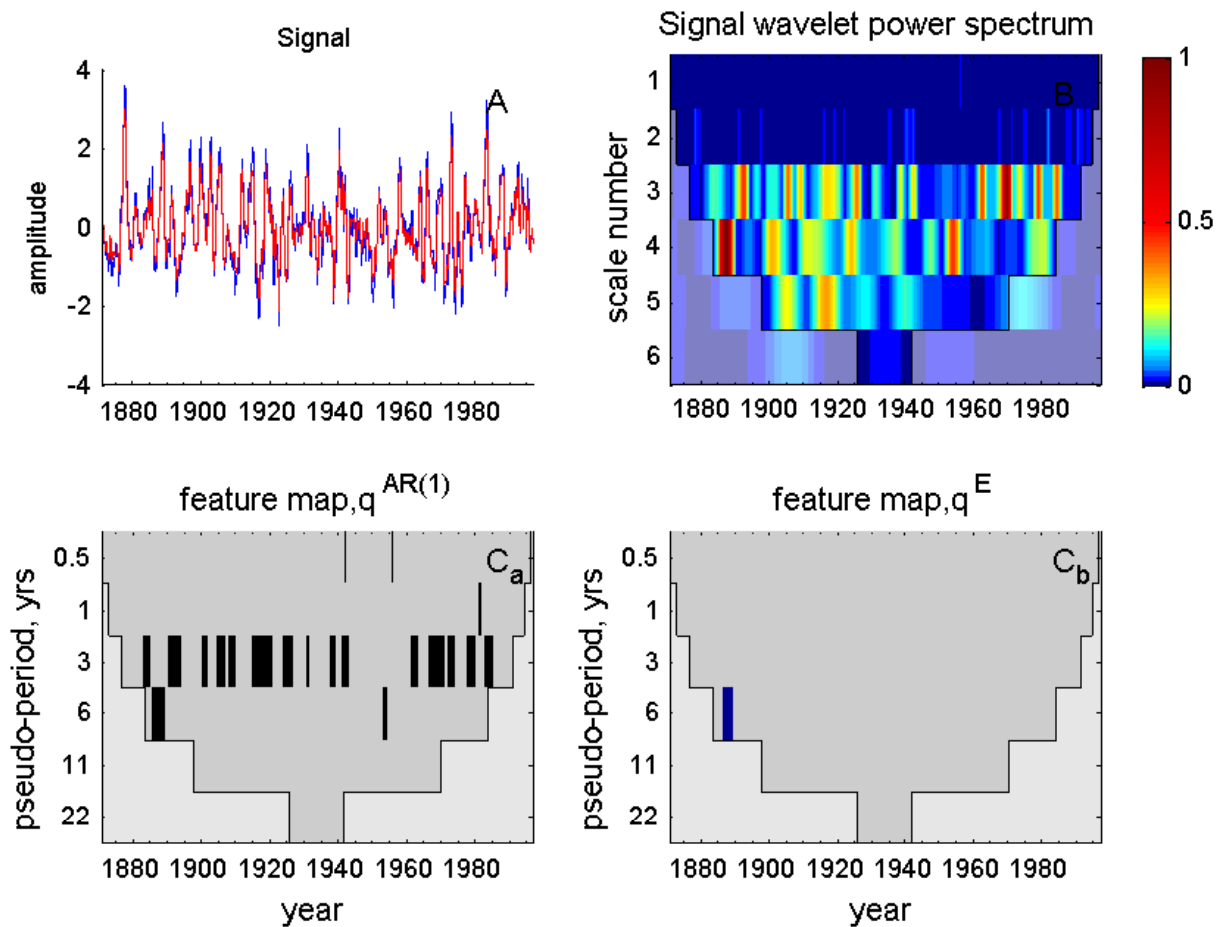 Signal
A
amplitude
4
2
0
-2
-4
1880 1900 1920 1940 1960 1980
Signal wavelet power spectrum
B
scale number
1
2
3
4
5
6
1880 1900 1920 1940 1960 1980
1
0.5
0
feature map,q AR(1)
Ca
pseudo-period, yrs
0.5
1
3
6
11
22
1880 1900 1920 1940 1960 1980
year
feature map,q E
Cb
pseudo-period, yrs
0.5
1
3
6
11
22
1880 1900 1920 1940 1960 1980
year